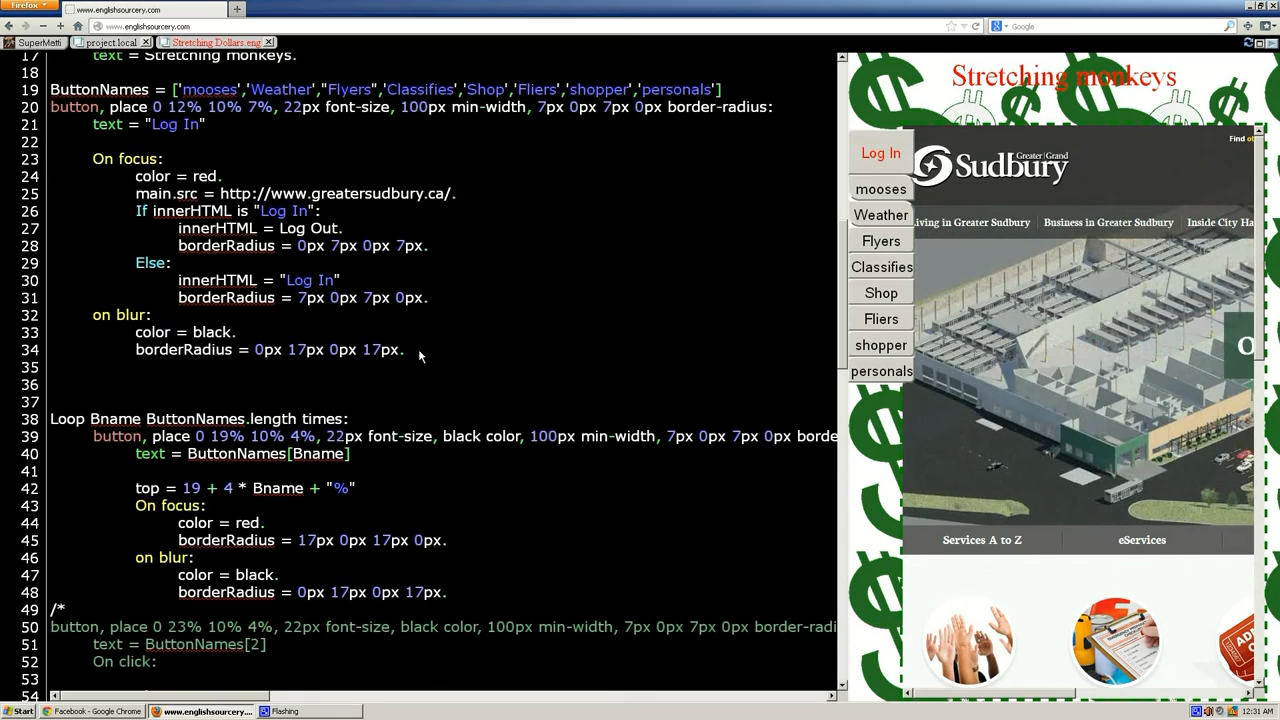 Firefox
www.englishsourcery.com
www.englishsourcery.com
Google
SuperMatti
project.local
Stretching Dollars.eng
17 text = Stretching monkeys.
18
19 ButtonNames = ['mooses','Weather',"Flyers",'Classifies','Shop','Fliers','shopper','personals']
20 button, place 0 12% 10% 7%, 22px font-size, 100px min-width, 7px 0px 7px 0px border-radius:
21 text = "Log In"
22
23 On focus:
24 color = red.
25 main.src = http://www.greatersudbury.ca/.
26 If innerHTML is "Log In":
27 innerHTML = Log Out.
28 borderRadius = 0px 7px 0px 7px.
29 Else:
30 innerHTML = "Log In"
31 borderRadius = 7px 0px 7px 0px.
32 on blur:
33 color = black.
34 borderRadius = 0px 17px 0px 17px.
35
36
37
38 Loop Bname ButtonNames.length times:
39 button, place 0 19% 10% 4%, 22px font-size, black color, 100px min-width, 7px 0px 7px 0px borde
40 text = ButtonNames[Bname]
41
42 top = 19 + 4 * Bname + "%"
43 On focus:
44 color = red.
45 borderRadius = 17px 0px 17px 0px.
46 on blur:
47 color = black.
48 borderRadius = 0px 17px 0px 17px.
49 /*
50 button, place 0 23% 10% 4%, 22px font-size, black color, 100px min-width, 7px 0px 7px 0px border-radi
51 text = ButtonNames[2]
52 On click:
53
54
Stretching monkeys
Log In
mooses
Weather
Flyers
Classifies
Shop
Fliers
shopper
personals
Find
Greater | Grand
Sudbury
iving in Greater Sudbury
Business in Greater Sudbury
Inside City Ha
O
Services A to Z
eServices
Start
Facebook - Google Chrome
www.englishsourcery.com...
Flashing
12:31 AM